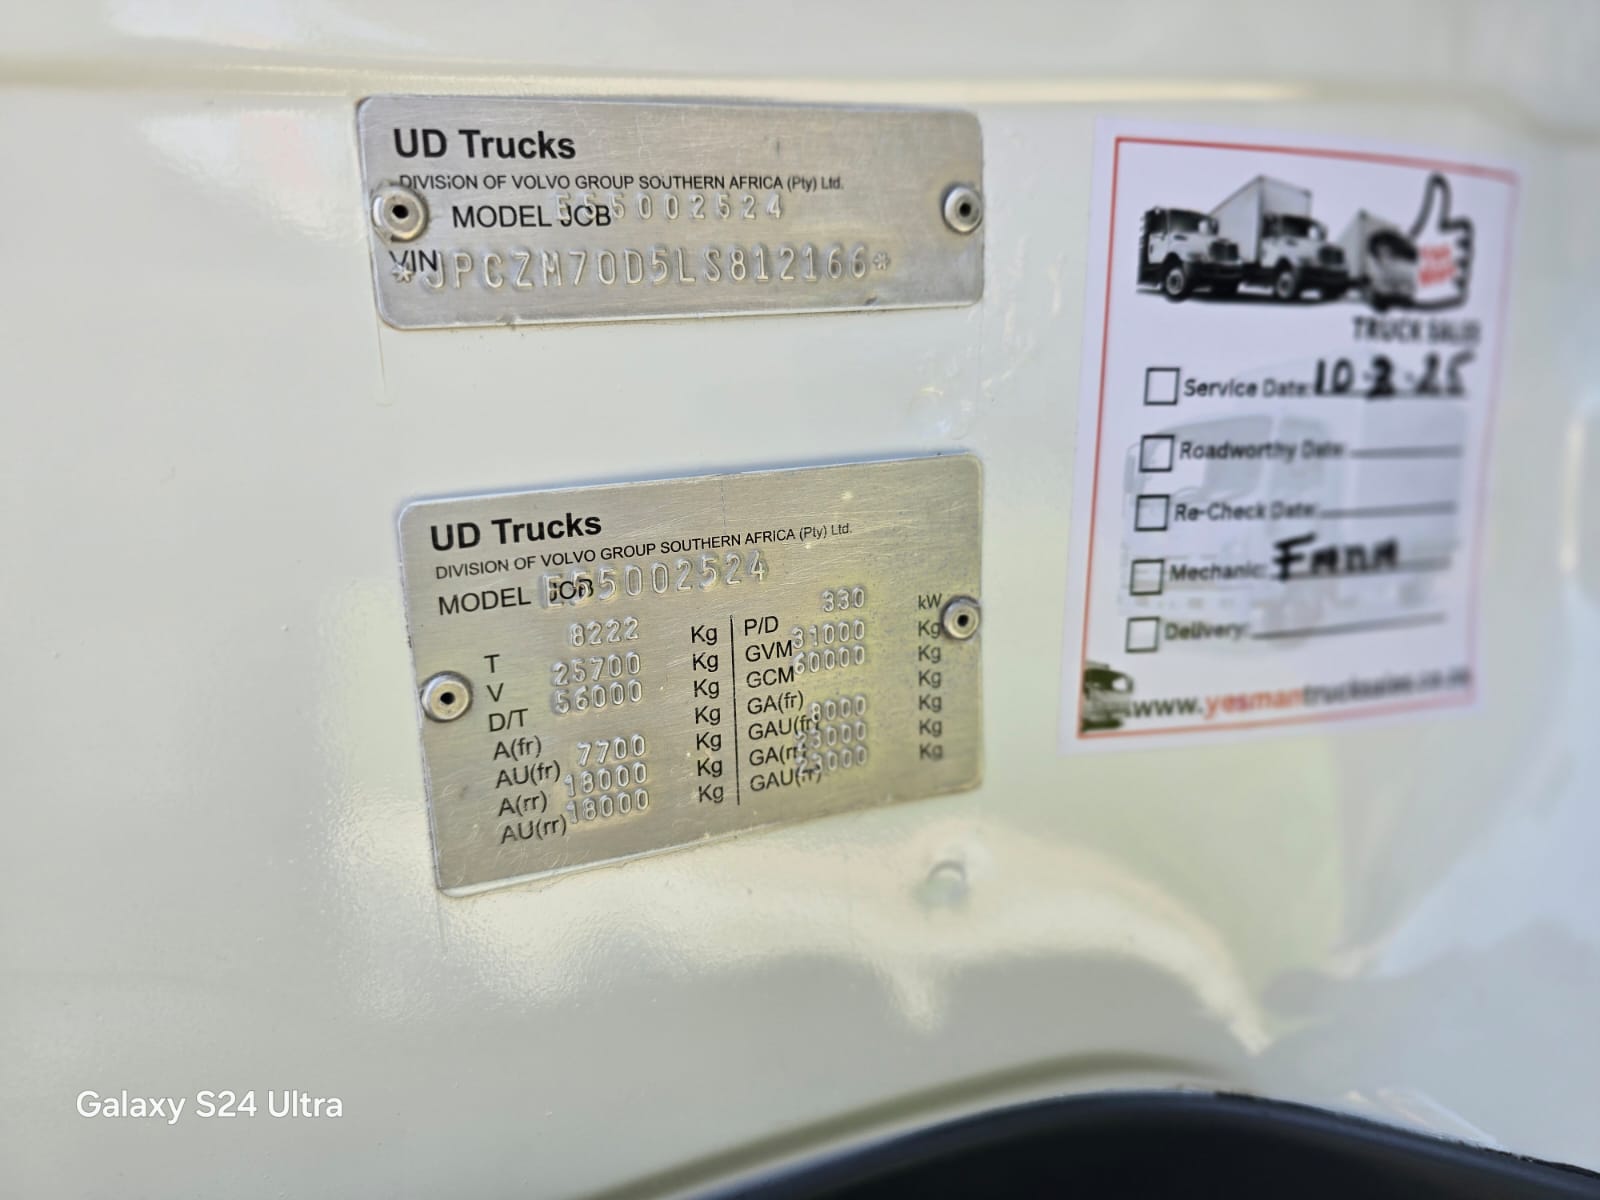 UD Trucks
DIVISION OF VOLVO GROUP SOUTHERN AFRICA (Pty) Ltd.
MODEL JCB 555002524
VIN *JPCZM70D5LS812166*
UD Trucks
DIVISION OF VOLVO GROUP SOUTHERN AFRICA (Pty) Ltd.
MODEL JCB 555002524
T 8222 Kg
V 25700 Kg
D/T 56000 Kg
A(fr) Kg
AU(fr) 7700 Kg
A(rr) 18000 Kg
AU(rr) 18000 Kg
P/D 330 kW
GVM 31000 Kg
GCM 60000 Kg
GA(fr) Kg
GAU(fr) 8000 Kg
GA(rr) 23000 Kg
GAU(rr) 23000 Kg
TRUCK SALES
Service Date: 10-2-25
Roadworthy Date:
Re-Check Date:
Mechanic:
Delivery:
www.yesmantrucksales.co.za
Galaxy S24 Ultra